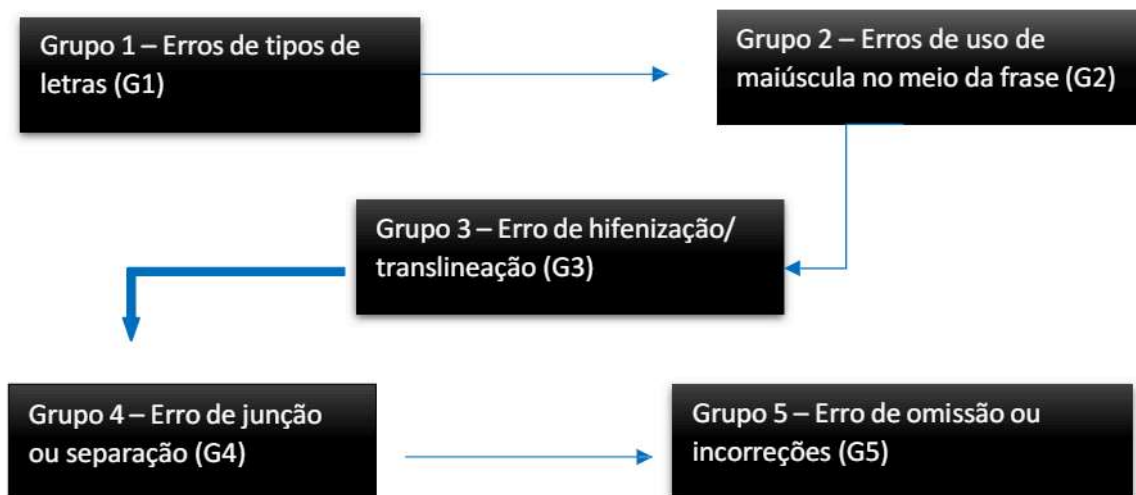 Grupo 1 – Erros de tipos de
letras (G1)
Grupo 2 – Erros de uso de
maiúscula no meio da frase (G2)
Grupo 3 – Erro de hifenização/
translineação (G3)
Grupo 4 – Erro de junção
ou separação (G4)
Grupo 5 – Erro de omissão ou
incorreções (G5)